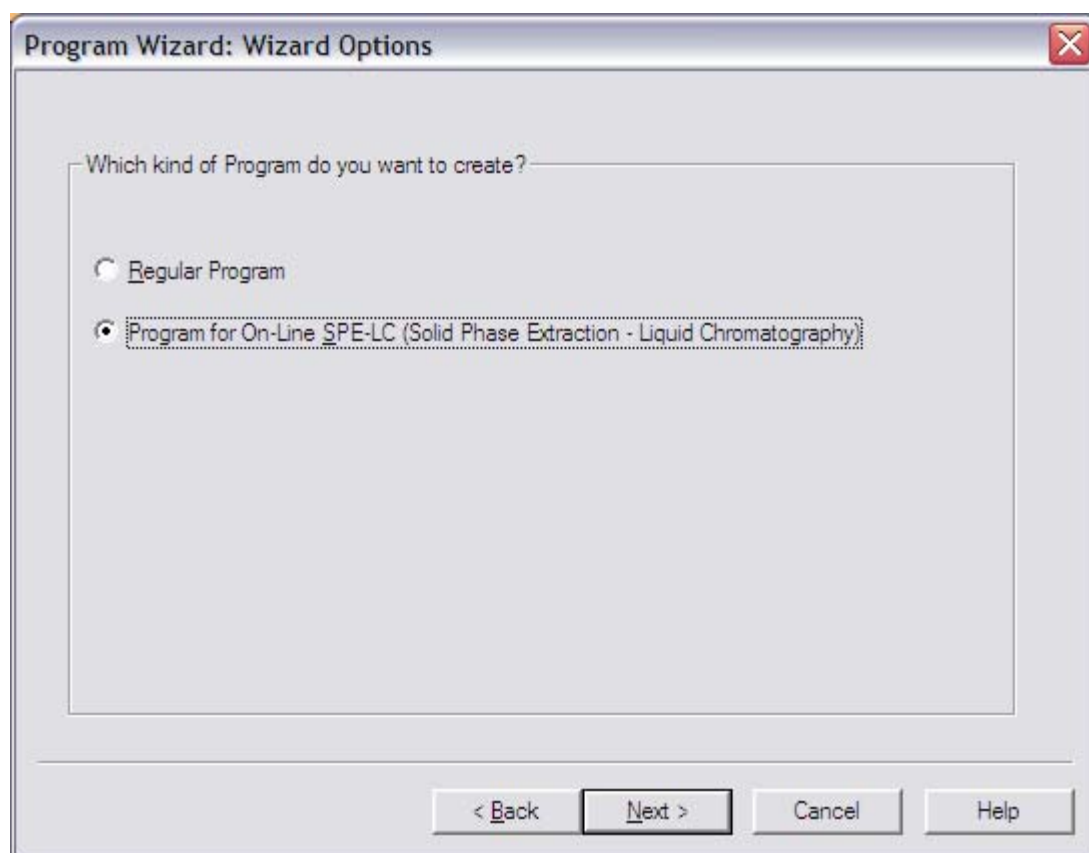 Program Wizard: Wizard Options
Which kind of Program do you want to create?
Regular Program
Program for On-Line SPE-LC (Solid Phase Extraction - Liquid Chromatography)
< Back Next > Cancel Help